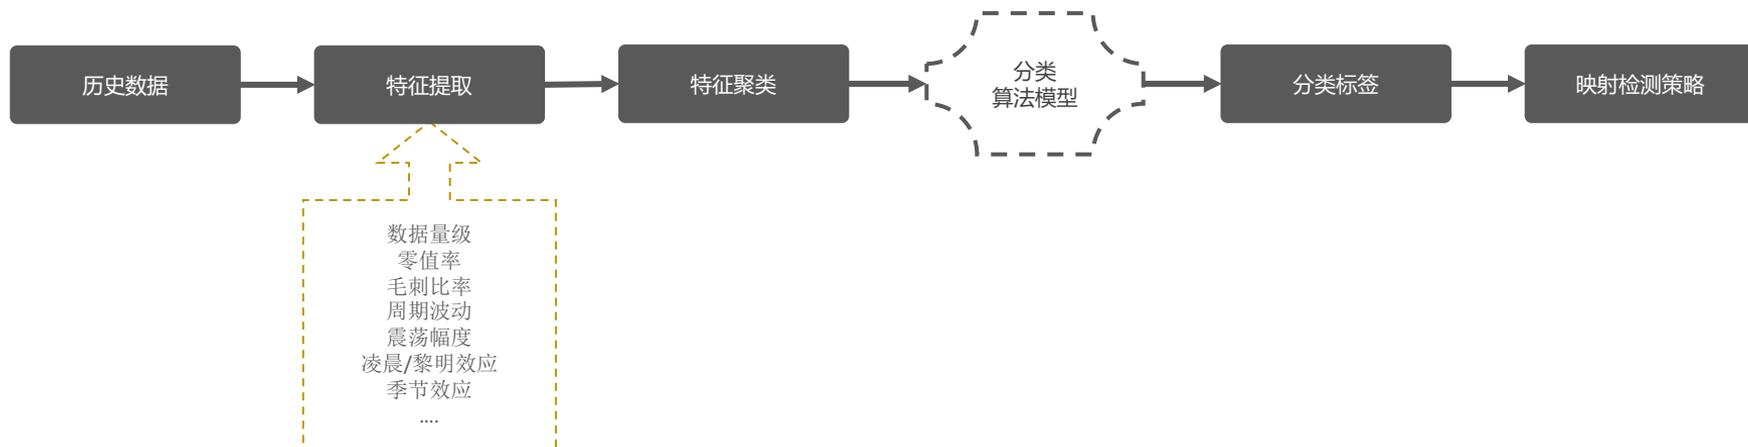 历史数据
特征提取
特征聚类
分类
算法模型
分类标签
映射检测策略
数据量级
零值率
毛刺比率
周期波动
震荡幅度
凌晨/黎明效应
季节效应
....